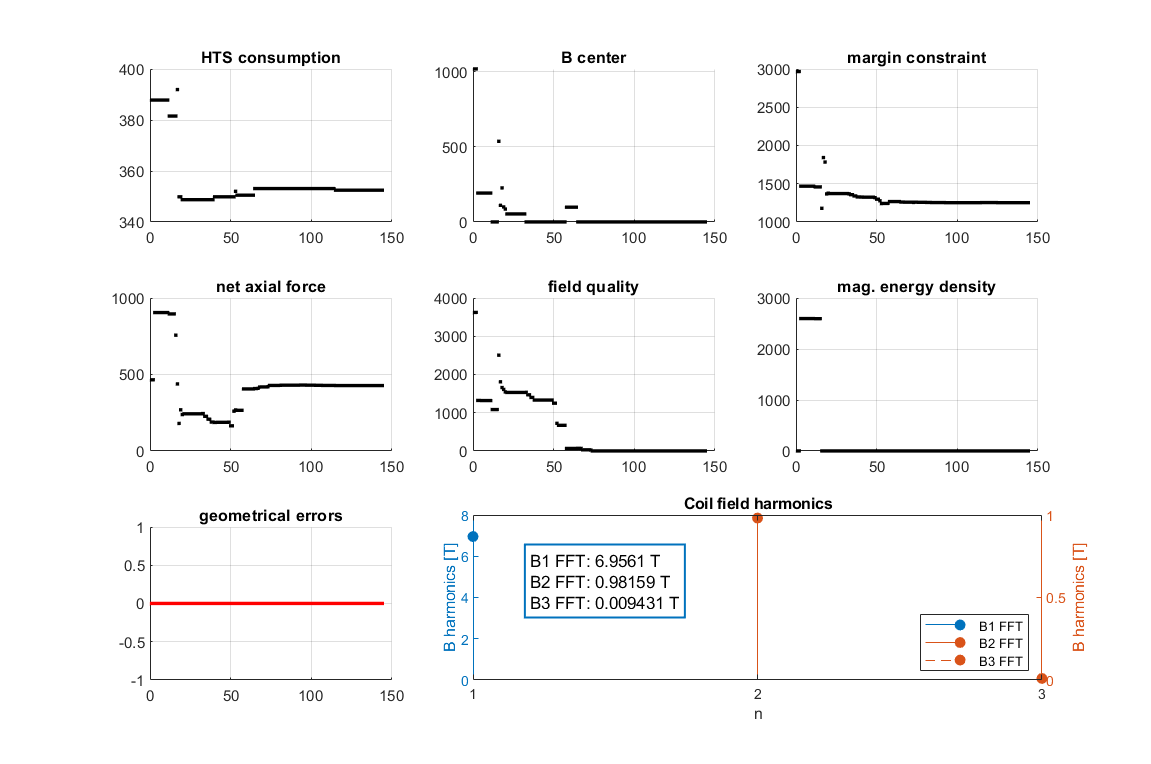 HTS consumption
400
380
360
340
0 50 100 150
B center
1000
500
0
0 50 100 150
margin constraint
3000
2500
2000
1500
1000
0 50 100 150
net axial force
1000
500
0
0 50 100 150
field quality
4000
3000
2000
1000
0
0 50 100 150
mag. energy density
3000
2000
1000
0
0 50 100 150
geometrical errors
1
0.5
0
-0.5
-1
0 50 100 150
Coil field harmonics
B harmonics [T]
8
6
4
2
0
B1 FFT: 6.9561 T
B2 FFT: 0.98159 T
B3 FFT: 0.009431 T
B1 FFT
B2 FFT
B3 FFT
1
0.5
0
B harmonics [T]
1 2 3
n